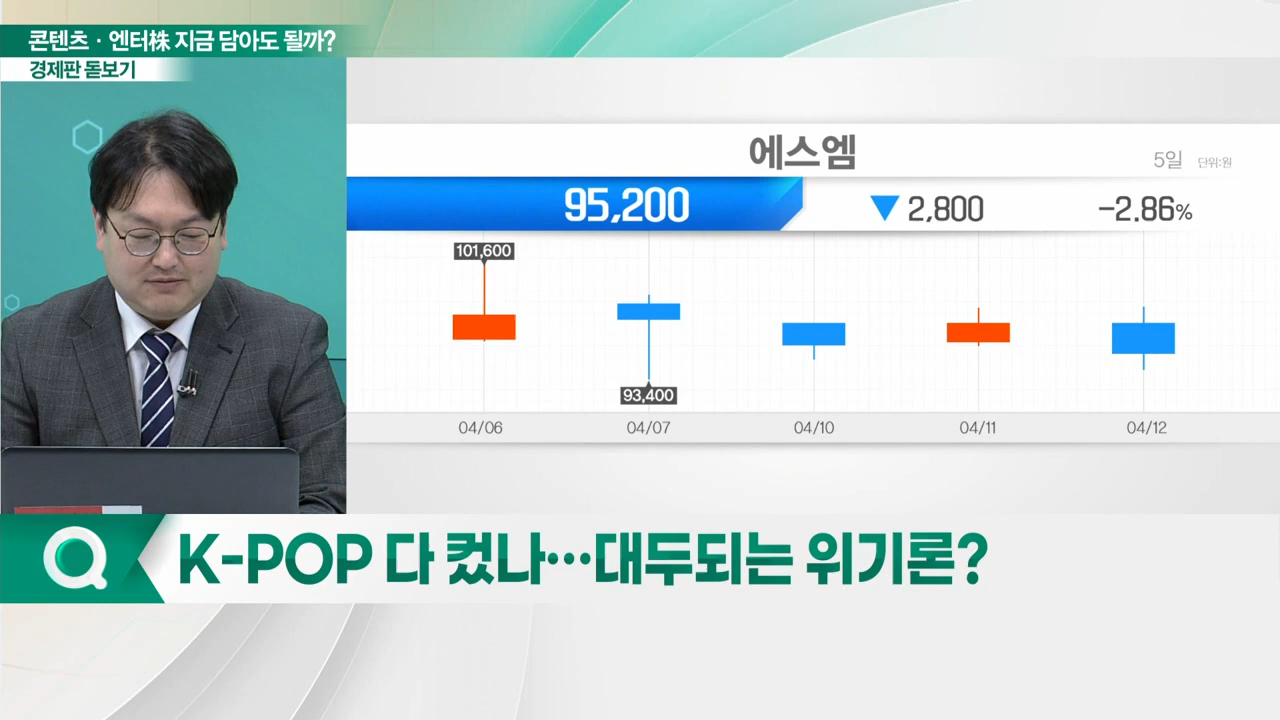 콘텐츠 · 엔터株 지금 담아도 될까?
경제판 돋보기
에스엠
5일 단위:원
95,200 ▼ 2,800 -2.86%
101,600
93,400
04/06 04/07 04/10 04/11 04/12
K-POP 다 컸나…대두되는 위기론?